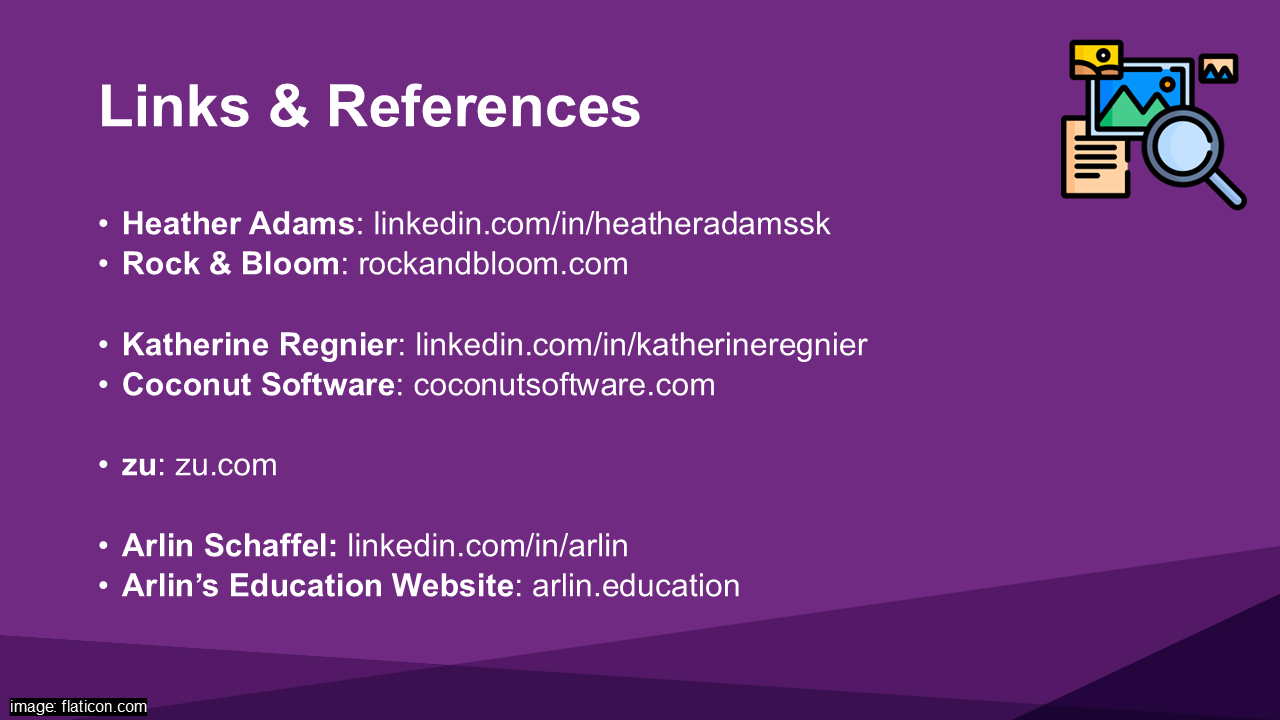 Links & References
• Heather Adams: linkedin.com/in/heatheradamssk
• Rock & Bloom: rockandbloom.com
• Katherine Regnier: linkedin.com/in/katherineregnier
• Coconut Software: coconutsoftware.com
• zu: zu.com
• Arlin Schaffel: linkedin.com/in/arlin
• Arlin’s Education Website: arlin.education
image: flaticon.com